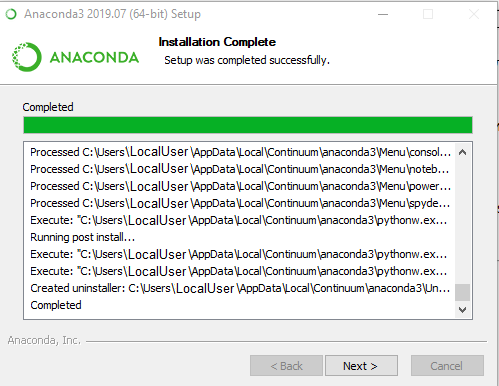 Anaconda3 2019.07 (64-bit) Setup
Installation Complete
Setup was completed successfully.
ANACONDA
Completed
Processed C:\Users\LocalUser\AppData\Local\Continuum\anaconda3\Menu\consol...
Processed C:\Users\LocalUser\AppData\Local\Continuum\anaconda3\Menu\noteb...
Processed C:\Users\LocalUser\AppData\Local\Continuum\anaconda3\Menu\power...
Processed C:\Users\LocalUser\AppData\Local\Continuum\anaconda3\Menu\spyde...
Execute: "C:\Users\LocalUser\AppData\Local\Continuum\anaconda3\pythonw.ex...
Running post install...
Execute: "C:\Users\LocalUser\AppData\Local\Continuum\anaconda3\pythonw.ex...
Execute: "C:\Users\LocalUser\AppData\Local\Continuum\anaconda3\pythonw.ex...
Created uninstaller: C:\Users\LocalUser\AppData\Local\Continuum\anaconda3\Un...
Completed
Anaconda, Inc.
< Back Next > Cancel